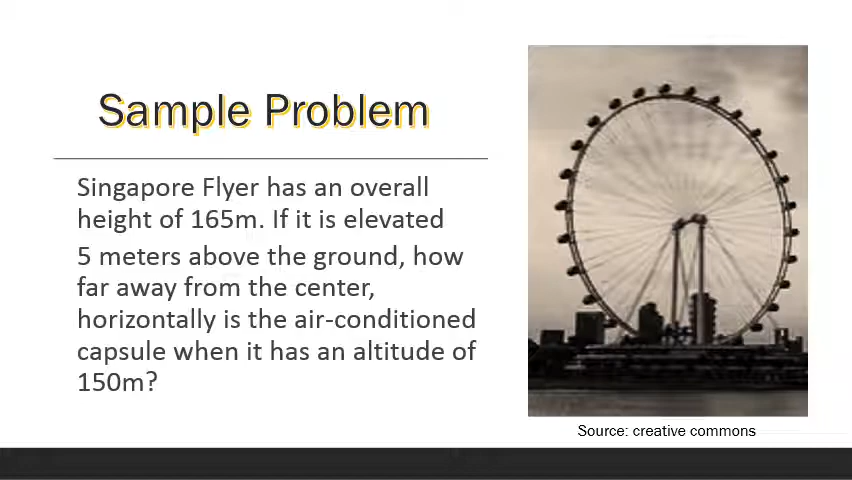 Sample Problem
Singapore Flyer has an overall
height of 165m. If it is elevated
5 meters above the ground, how
far away from the center,
horizontally is the air-conditioned
capsule when it has an altitude of
150m?
Source: creative commons